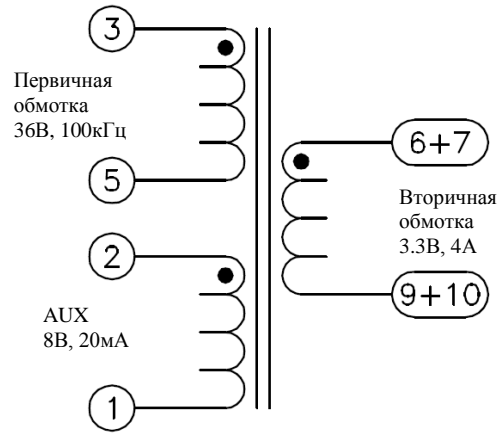 3
Первичная
обмотка
36В, 100кГц
5
6+7
Вторичная
обмотка
3.3В, 4А
9+10
2
AUX
8В, 20мА
1